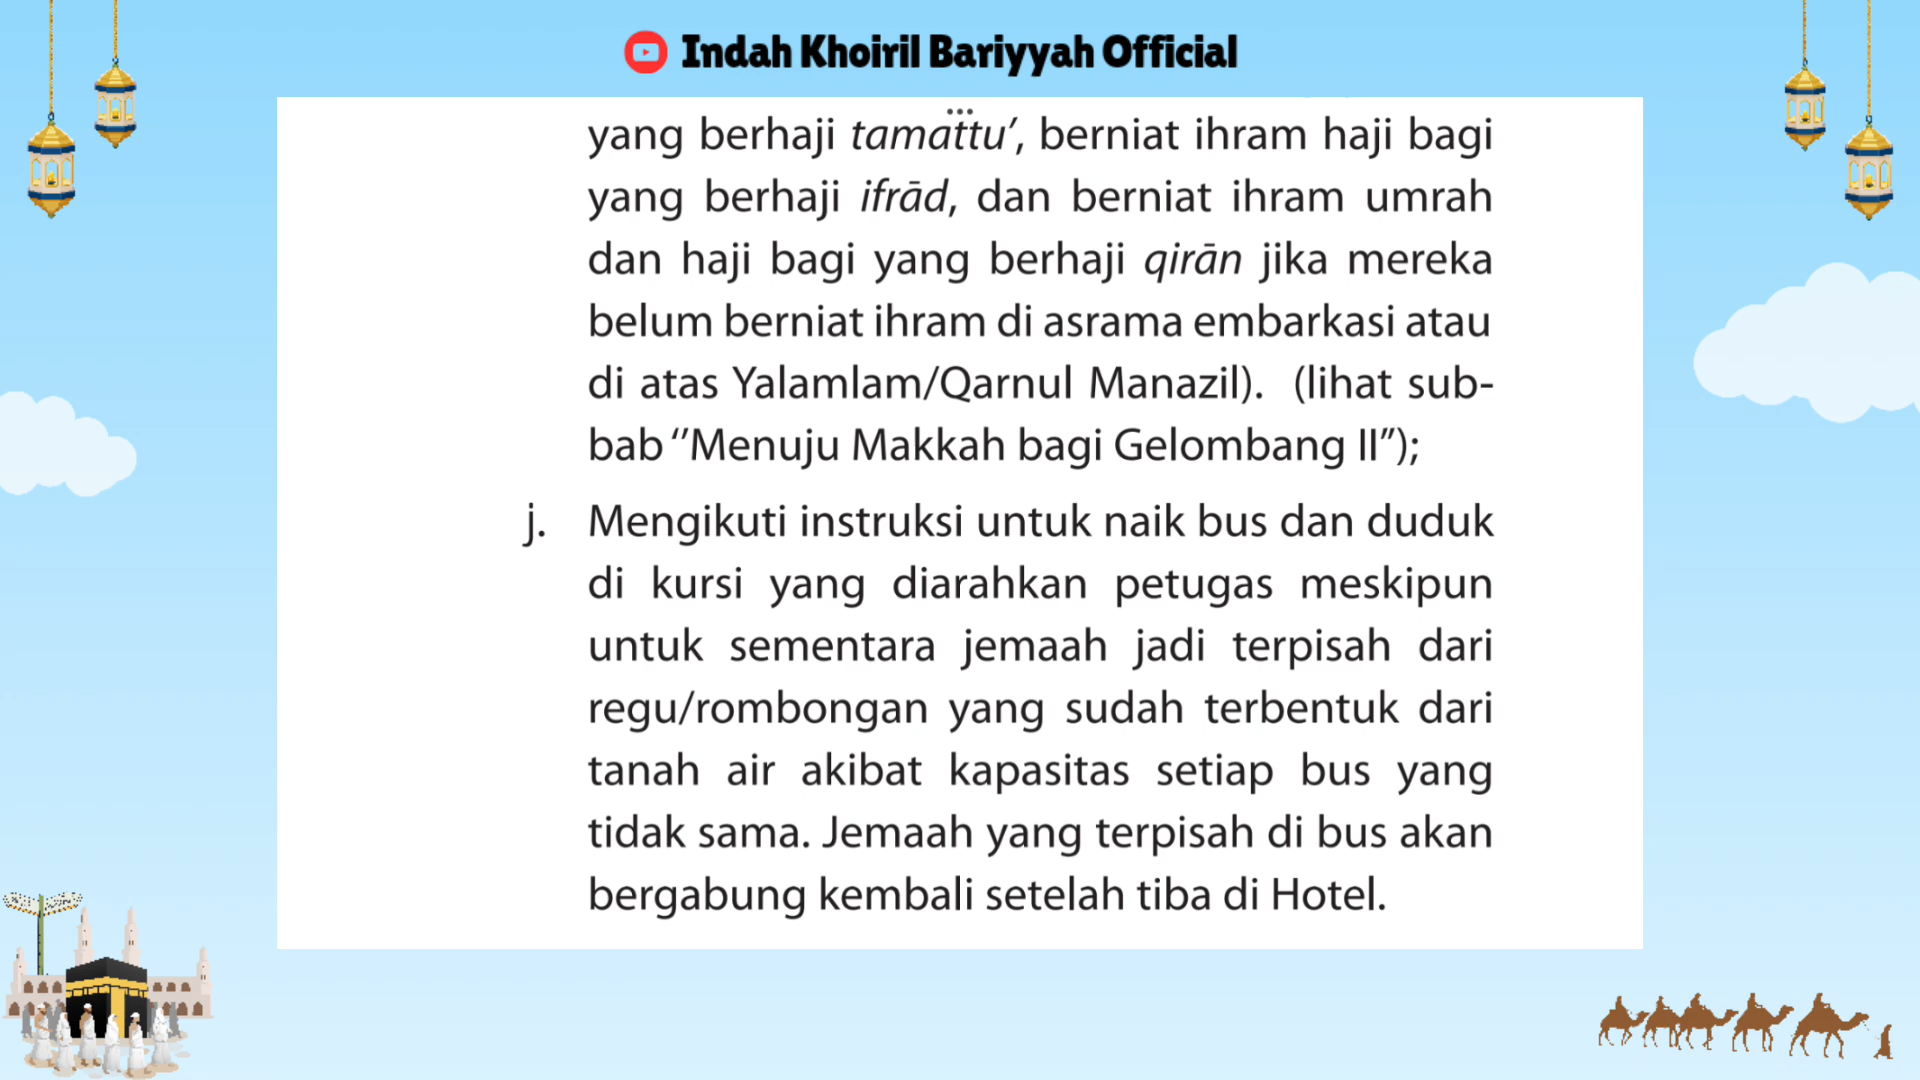 Indah Khoiril Bariyyah Official
...
yang berhaji tamattu’, berniat ihram haji bagi
yang berhaji ifrād, dan berniat ihram umrah
dan haji bagi yang berhaji qirān jika mereka
belum berniat ihram di asrama embarkasi atau
di atas Yalamlam/Qarnul Manazil). (lihat sub-
bab “Menuju Makkah bagi Gelombang II”);
j. Mengikuti instruksi untuk naik bus dan duduk
di kursi yang diarahkan petugas meskipun
untuk sementara jemaah jadi terpisah dari
regu/rombongan yang sudah terbentuk dari
tanah air akibat kapasitas setiap bus yang
tidak sama. Jemaah yang terpisah di bus akan
bergabung kembali setelah tiba di Hotel.